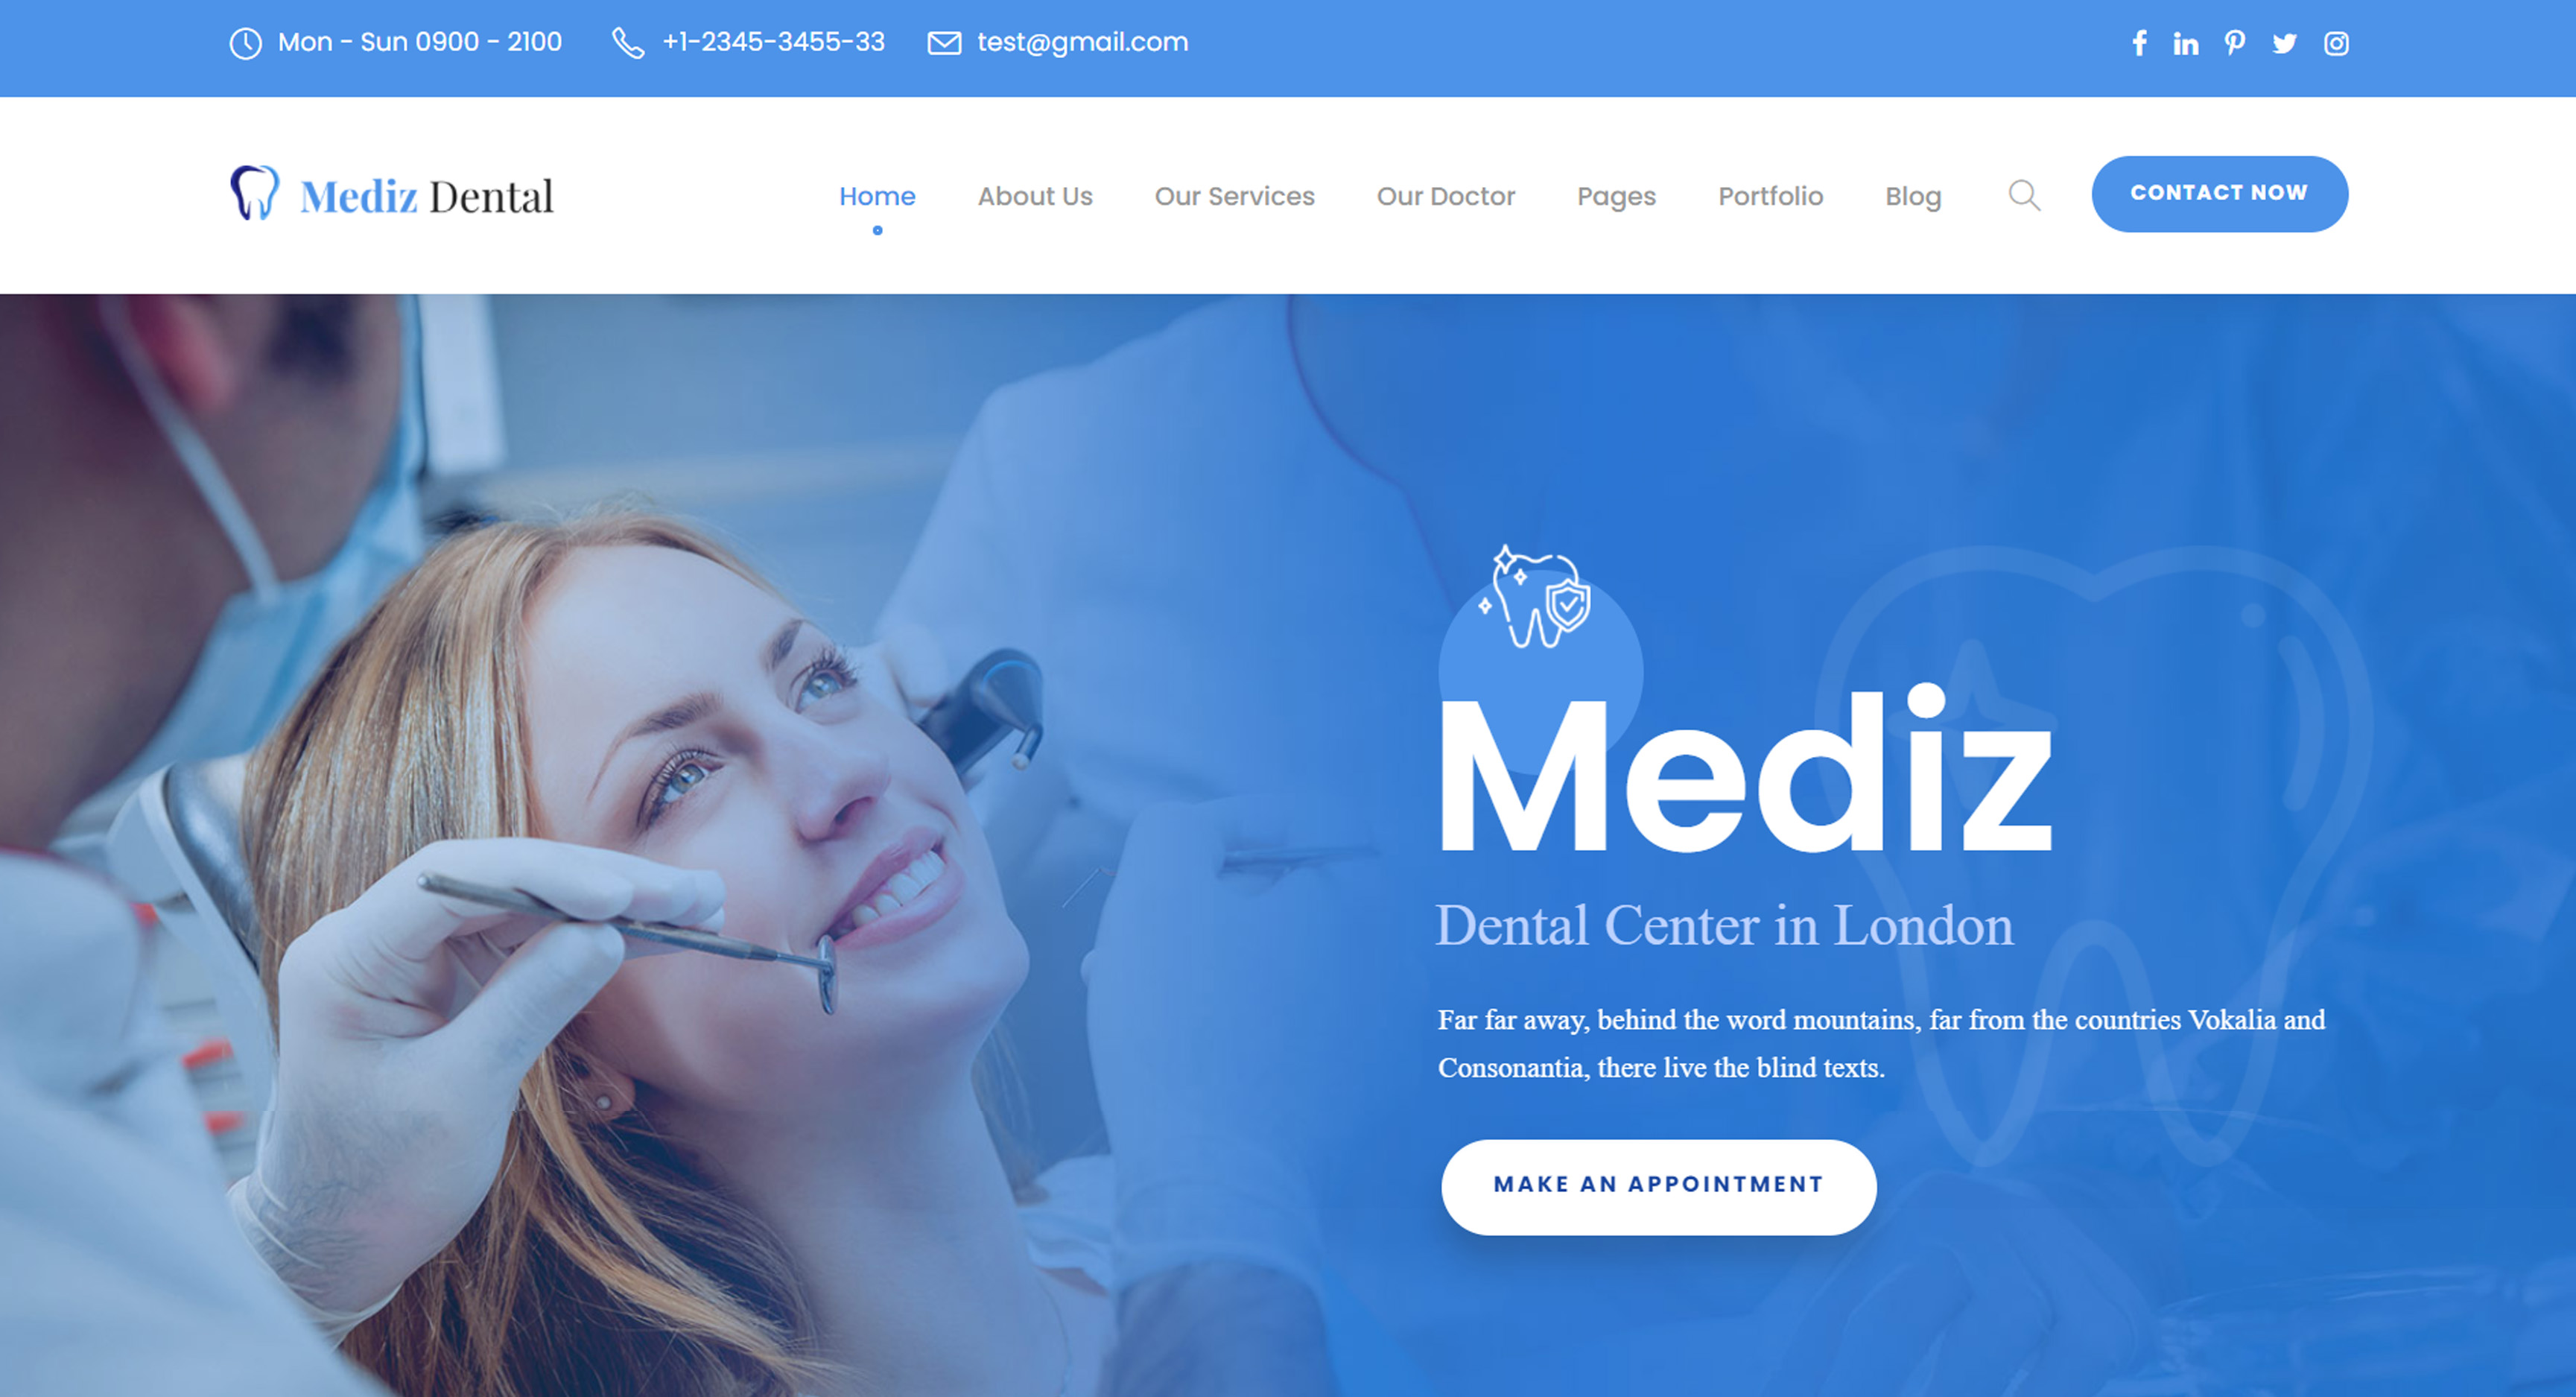 Mon - Sun 0900 - 2100
+1-2345-3455-33
test@gmail.com
Mediz Dental
Home
About Us
Our Services
Our Doctor
Pages
Portfolio
Blog
CONTACT NOW
Mediz
Dental Center in London
Far far away, behind the word mountains, far from the countries Vokalia and
Consonantia, there live the blind texts.
MAKE AN APPOINTMENT